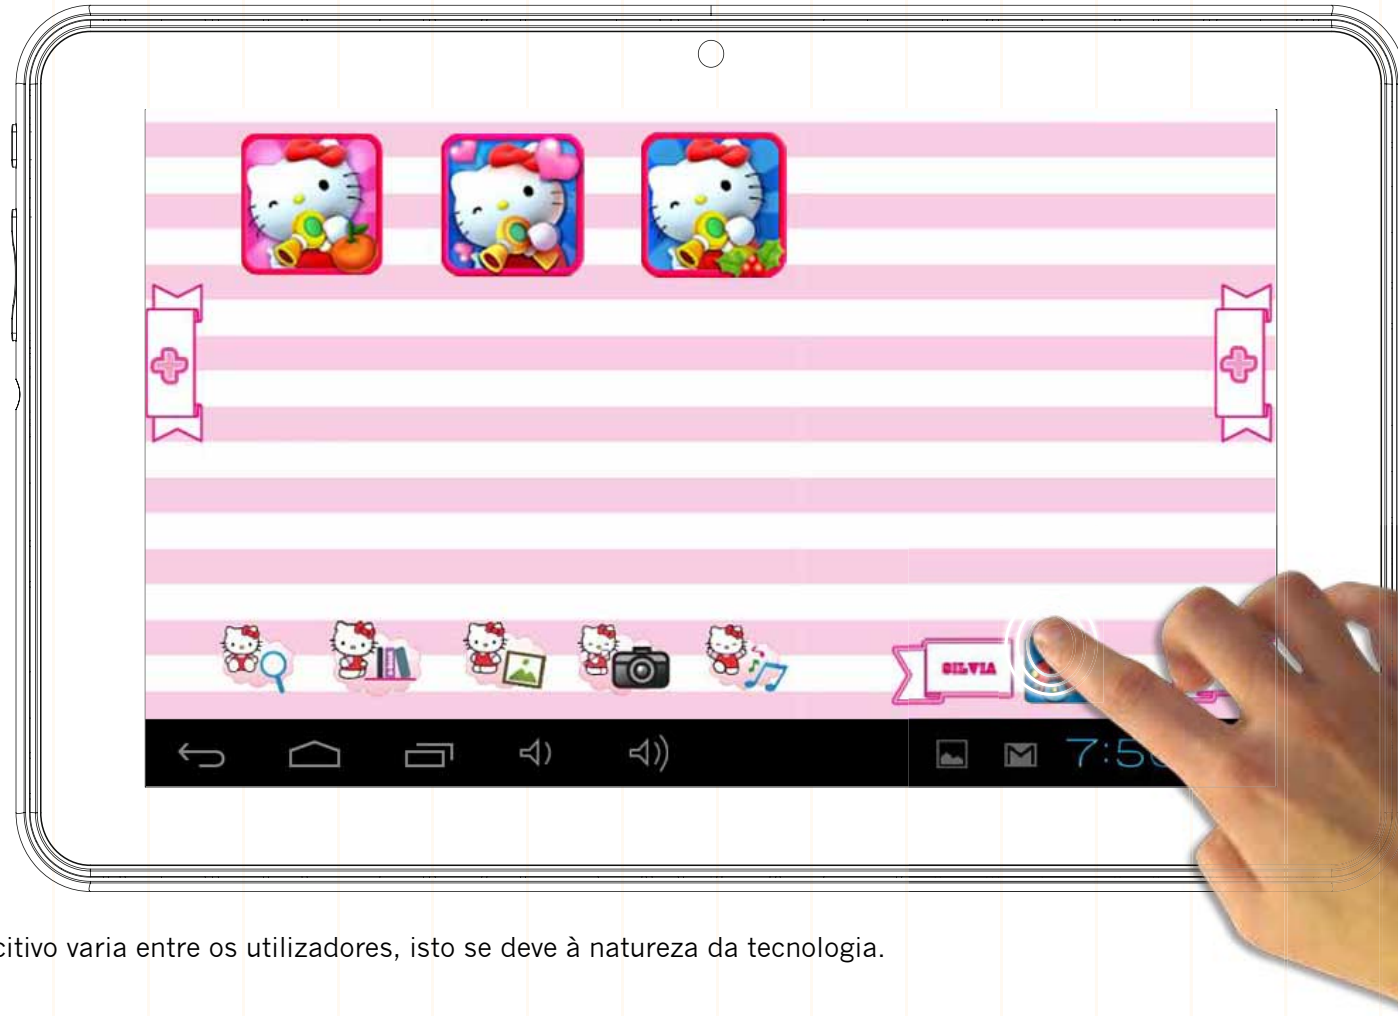 SILVIA
7:5
citivo varia entre os utilizadores, isto se deve à natureza da tecnologia.